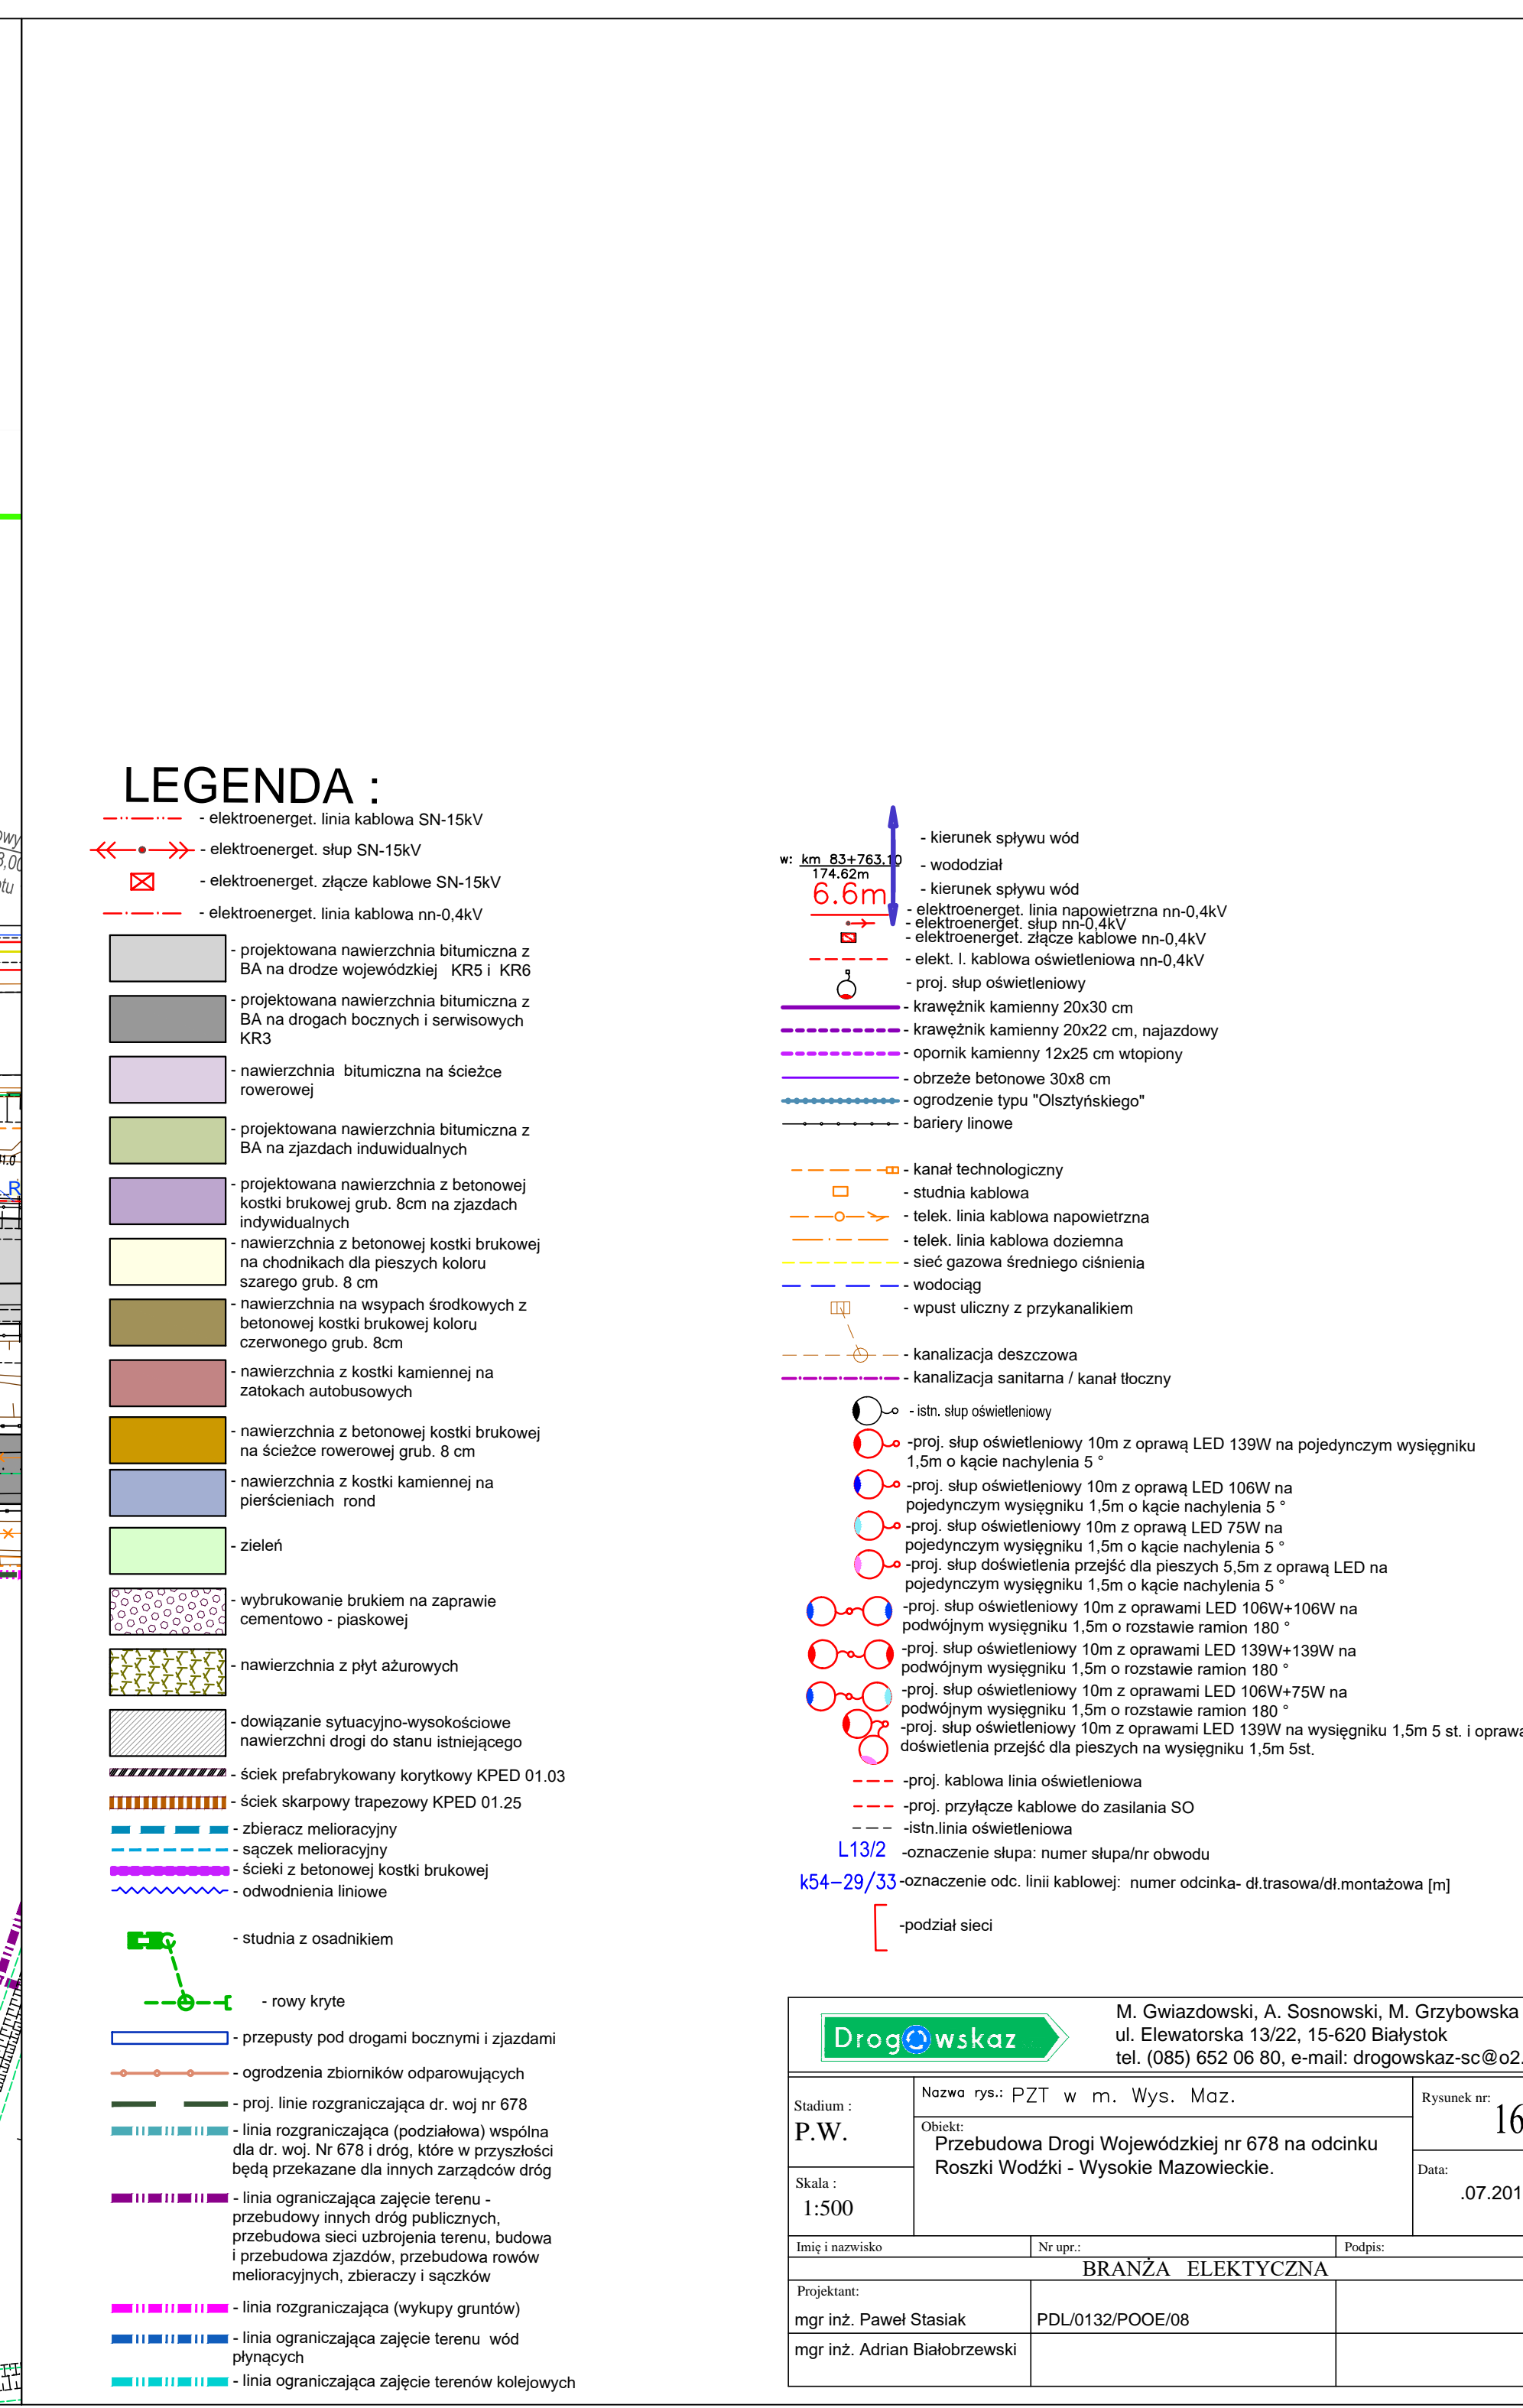 LEGENDA :
- elektroenerget. linia kablowa SN-15kV
- elektroenerget. słup SN-15kV
- elektroenerget. złącze kablowe SN-15kV
- elektroenerget. linia kablowa nn-0,4kV
- projektowana nawierzchnia bitumiczna z
BA na drodze wojewódzkiej KR5 i KR6
- projektowana nawierzchnia bitumiczna z
BA na drogach bocznych i serwisowych
KR3
- nawierzchnia bitumiczna na ścieżce
rowerowej
- projektowana nawierzchnia bitumiczna z
BA na zjazdach induwidualnych
- projektowana nawierzchnia z betonowej
kostki brukowej grub. 8cm na zjazdach
indywidualnych
- nawierzchnia z betonowej kostki brukowej
na chodnikach dla pieszych koloru
szarego grub. 8 cm
- nawierzchnia na wsypach środkowych z
betonowej kostki brukowej koloru
czerwonego grub. 8cm
- nawierzchnia z kostki kamiennej na
zatokach autobusowych
- nawierzchnia z betonowej kostki brukowej
na ścieżce rowerowej grub. 8 cm
- nawierzchnia z kostki kamiennej na
pierścieniach rond
- zieleń
- wybrukowanie brukiem na zaprawie
cementowo - piaskowej
- nawierzchnia z płyt ażurowych
- dowiązanie sytuacyjno-wysokościowe
nawierzchni drogi do stanu istniejącego
- ściek prefabrykowany korytkowy KPED 01.03
- ściek skarpowy trapezowy KPED 01.25
- zbieracz melioracyjny
- sączek melioracyjny
- ścieki z betonowej kostki brukowej
- odwodnienia liniowe
- studnia z osadnikiem
- rowy kryte
- przepusty pod drogami bocznymi i zjazdami
- ogrodzenia zbiorników odparowujących
- proj. linie rozgraniczająca dr. woj nr 678
- linia rozgraniczająca (podziałowa) wspólna
dla dr. woj. Nr 678 i dróg, które w przyszłości
będą przekazane dla innych zarządców dróg
- linia ograniczająca zajęcie terenu -
przebudowy innych dróg publicznych,
przebudowa sieci uzbrojenia terenu, budowa
i przebudowa zjazdów, przebudowa rowów
melioracyjnych, zbieraczy i sączków
- linia rozgraniczająca (wykupy gruntów)
- linia ograniczająca zajęcie terenu wód
płynących
- linia ograniczająca zajęcie terenów kolejowych
- kierunek spływu wód
w: km 83+763.10
174.62m
- wododział
6.6m
- kierunek spływu wód
- elektroenerget. linia napowietrzna nn-0,4kV
- elektroenerget. słup nn-0,4kV
- elektroenerget. złącze kablowe nn-0,4kV
- elekt. l. kablowa oświetleniowa nn-0,4kV
- proj. słup oświetleniowy
- krawężnik kamienny 20x30 cm
- krawężnik kamienny 20x22 cm, najazdowy
- opornik kamienny 12x25 cm wtopiony
- obrzeże betonowe 30x8 cm
- ogrodzenie typu "Olsztyńskiego"
- bariery linowe
- kanał technologiczny
- studnia kablowa
- telek. linia kablowa napowietrzna
- telek. linia kablowa doziemna
- sieć gazowa średniego ciśnienia
- wodociąg
- wpust uliczny z przykanalikiem
- kanalizacja deszczowa
- kanalizacja sanitarna / kanał tłoczny
- istn. słup oświetleniowy
-proj. słup oświetleniowy 10m z oprawą LED 139W na pojedynczym wysięgniku
1,5m o kącie nachylenia 5 °
-proj. słup oświetleniowy 10m z oprawą LED 106W na
pojedynczym wysięgniku 1,5m o kącie nachylenia 5 °
-proj. słup oświetleniowy 10m z oprawą LED 75W na
pojedynczym wysięgniku 1,5m o kącie nachylenia 5 °
-proj. słup doświetlenia przejść dla pieszych 5,5m z oprawą LED na
pojedynczym wysięgniku 1,5m o kącie nachylenia 5 °
-proj. słup oświetleniowy 10m z oprawami LED 106W+106W na
podwójnym wysięgniku 1,5m o rozstawie ramion 180 °
-proj. słup oświetleniowy 10m z oprawami LED 139W+139W na
podwójnym wysięgniku 1,5m o rozstawie ramion 180 °
-proj. słup oświetleniowy 10m z oprawami LED 106W+75W na
podwójnym wysięgniku 1,5m o rozstawie ramion 180 °
-proj. słup oświetleniowy 10m z oprawami LED 139W na wysięgniku 1,5m 5 st. i oprawa
doświetlenia przejść dla pieszych na wysięgniku 1,5m 5st.
-proj. kablowa linia oświetleniowa
-proj. przyłącze kablowe do zasilania SO
-istn.linia oświetleniowa
L13/2 -oznaczenie słupa: numer słupa/nr obwodu
k54-29/33 -oznaczenie odc. linii kablowej: numer odcinka- dł.trasowa/dł.montażowa [m]
-podział sieci
Drogowskaz
M. Gwiazdowski, A. Sosnowski, M. Grzybowska
ul. Elewatorska 13/22, 15-620 Białystok
tel. (085) 652 06 80, e-mail: drogowskaz-sc@o2.
Stadium :
P.W.
Nazwa rys.: PZT w m. Wys. Maz.
Rysunek nr:
16
Obiekt:
Przebudowa Drogi Wojewódzkiej nr 678 na odcinku
Roszki Wodźki - Wysokie Mazowieckie.
Skala :
1:500
Data:
.07.201
Imię i nazwisko
Nr upr.:
Podpis:
BRANŻA ELEKTYCZNA
Projektant:
mgr inż. Paweł Stasiak
PDL/0132/POOE/08
mgr inż. Adrian Białobrzewski